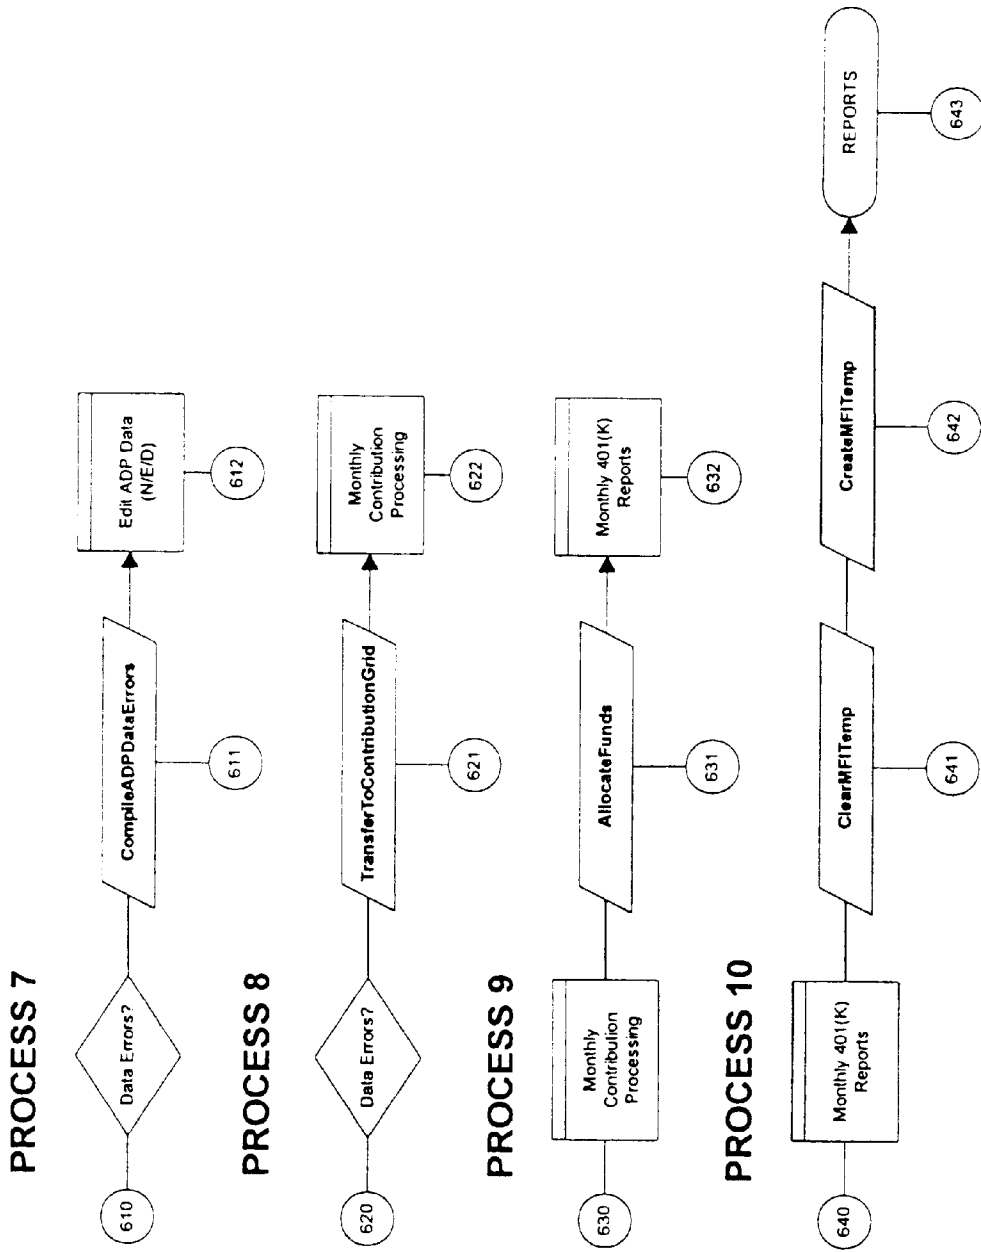 PROCESS 7
610
Data Errors?
CompileADPDataErrors
611
Edit ADP Data
(N/E/D)
612
PROCESS 8
620
Data Errors?
TransferToContributionGrid
621
Monthly
Contribution
Processing
622
PROCESS 9
630
Monthly
Contribution
Processing
AllocateFunds
631
Monthly 401(K)
Reports
632
PROCESS 10
640
Monthly 401(K)
Reports
ClearMFITemp
641
CreateMFITemp
642
REPORTS
643